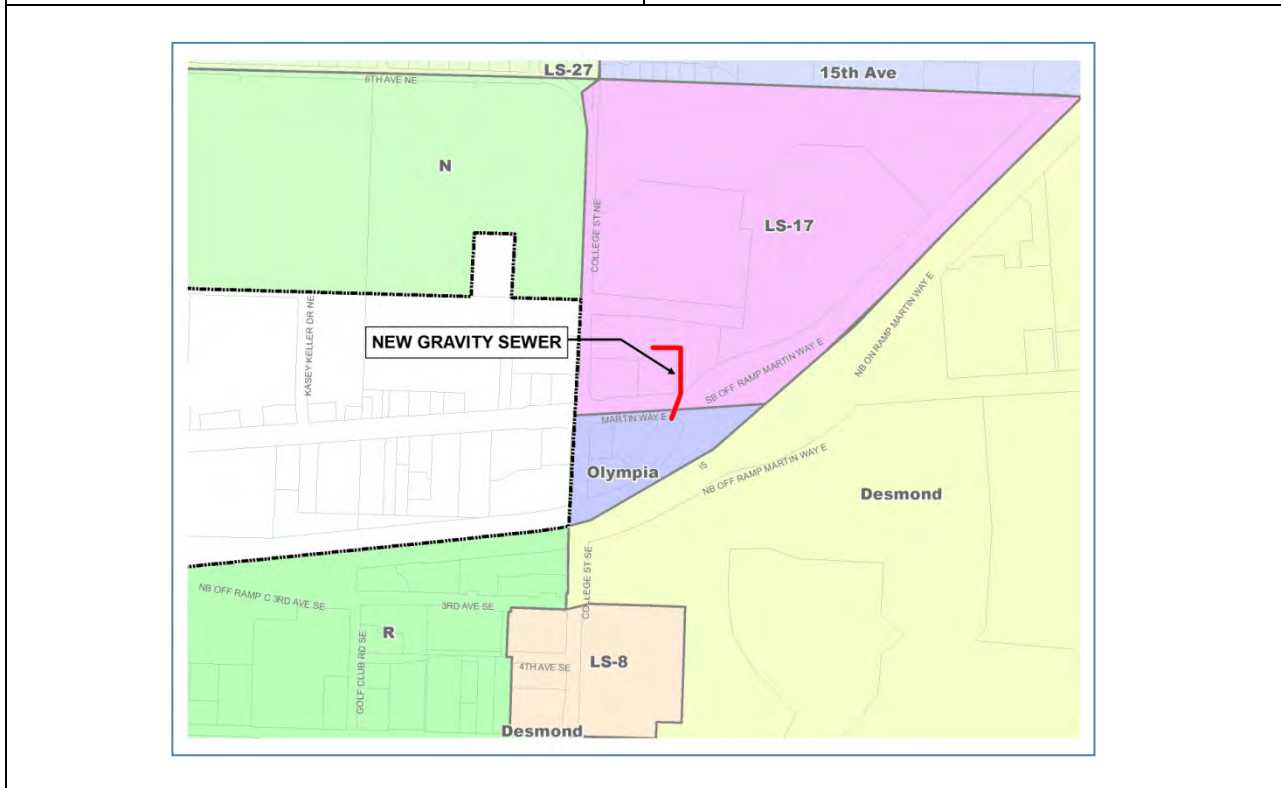 LS-27
15th Ave
6TH AVE NE
N
COLLEGE ST NE
LS-17
NB ON RAMP MARTIN WAY E
KASEY KELLER DR NE
NEW GRAVITY SEWER
SB OFF RAMP MARTIN WAY E
MARTIN WAY E
Olympia
I5
NB OFF RAMP MARTIN WAY E
Desmond
COLLEGE ST SE
NB OFF RAMP C 3RD AVE SE
3RD AVE SE
R
GOLF CLUB RD SE
4TH AVE SE
LS-8
Desmond